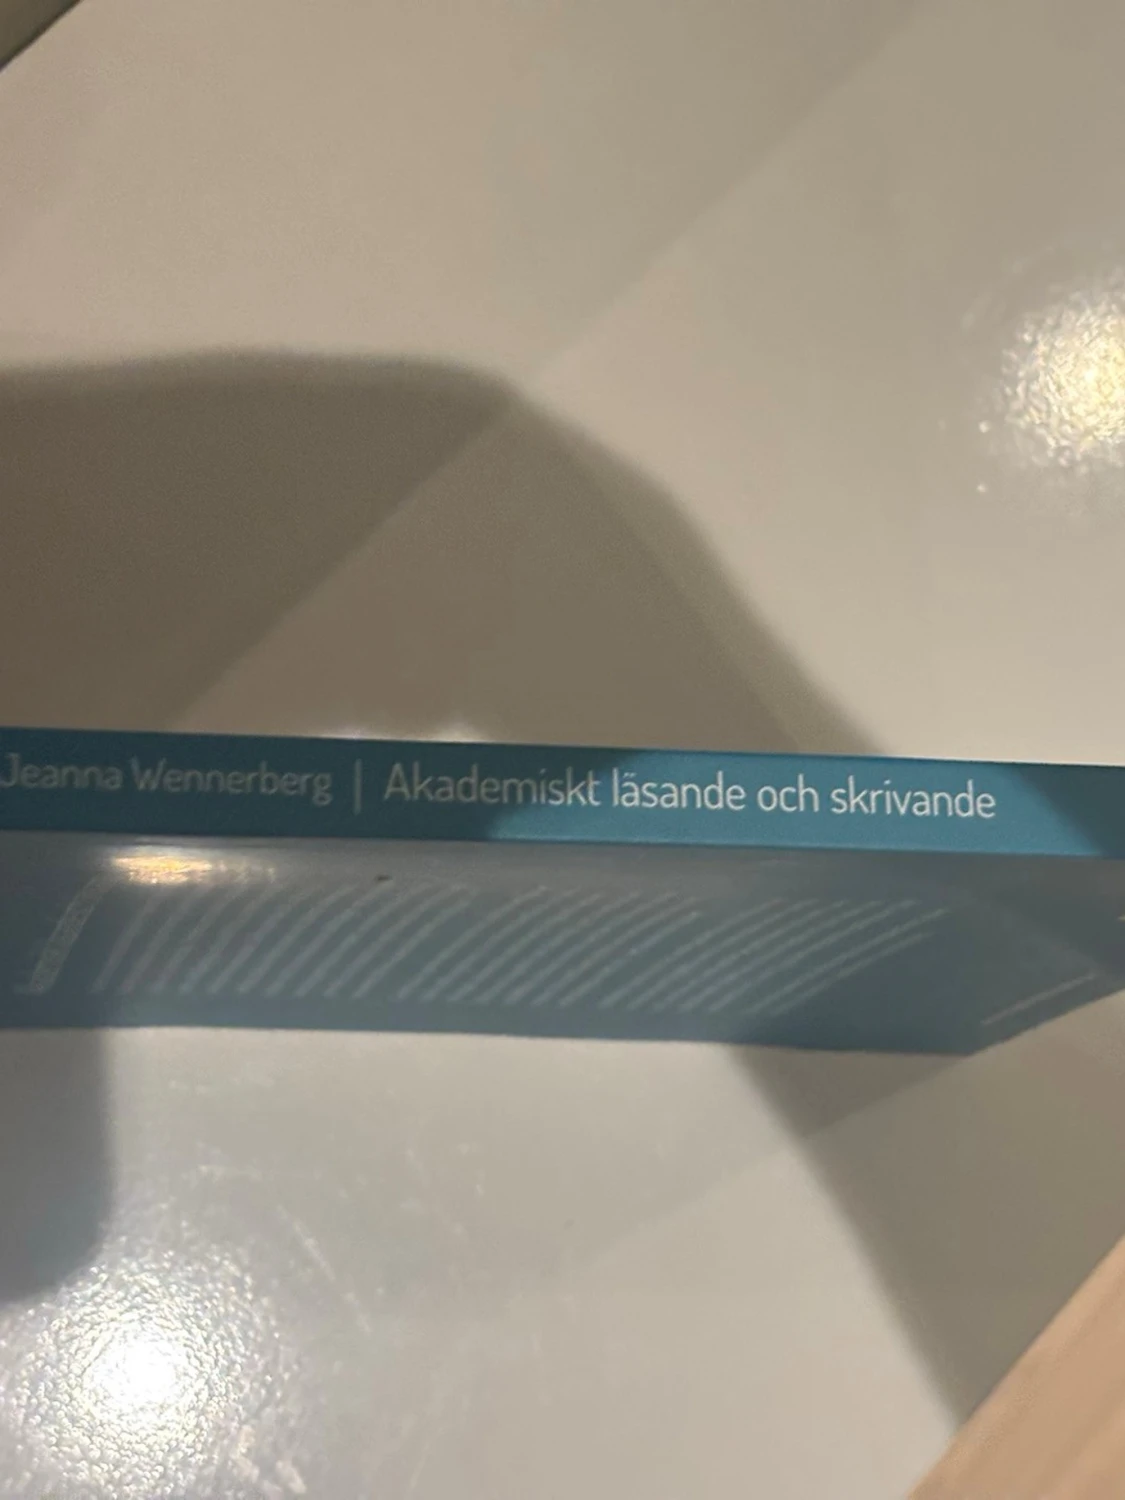 Jeanna Wennerberg | Akademiskt läsande och skrivande